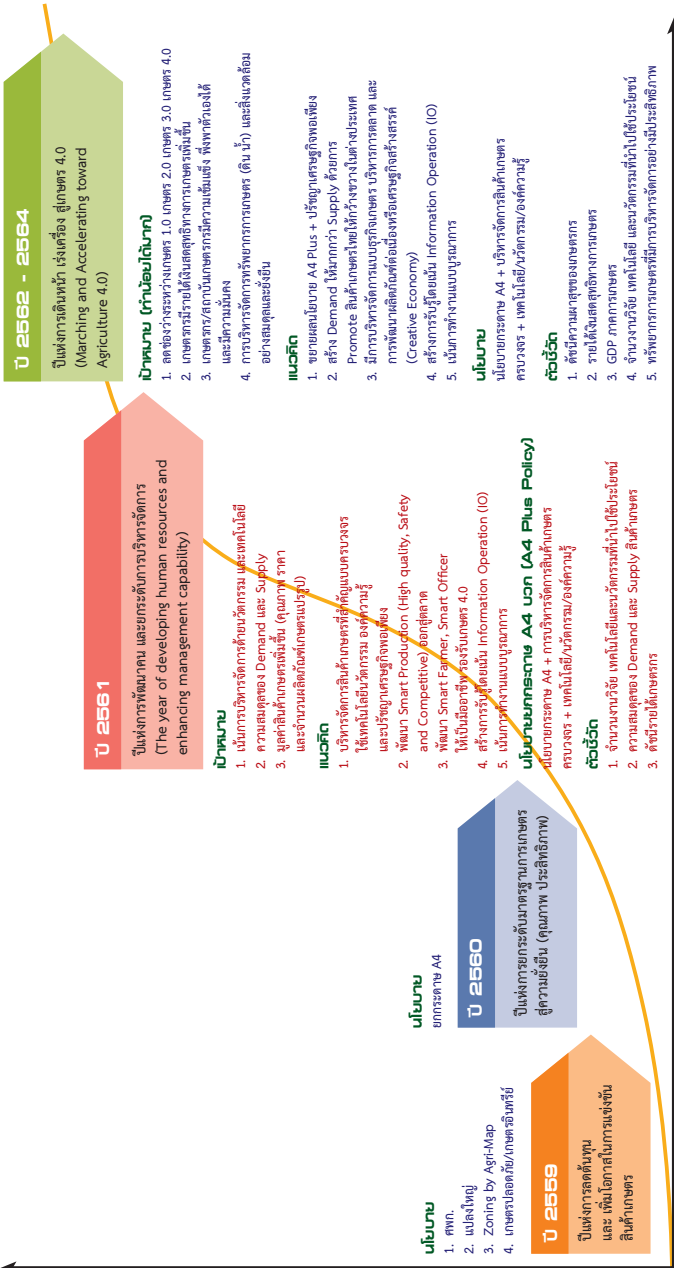 นโยบาย
1. ศพก.
2. แปลงใหญ่
3. Zoning by Agri-Map
4. เกษตรปลอดภัย/เกษตรอินทรีย์
ปี 2559
ปีแห่งการลดต้นทุน
และ เพิ่มโอกาสในการแข่งขัน
สินค้าเกษตร
นโยบาย
ยกกระดาษ A4
ปี 2560
ปีแห่งการยกระดับมาตรฐานการเกษตร
สู่ความยั่งยืน (คุณภาพ ประสิทธิภาพ)
ปี 2561
ปีแห่งการพัฒนาคน และยกระดับการบริหารจัดการ
(The year of developing human resources and
enhancing management capability)
เป้าหมาย
1. เน้นการบริหารจัดการด้านนวัตกรรม และเทคโนโลยี
2. ความสมดุลของ Demand และ Supply
3. มูลค่าสินค้าเกษตรเพิ่มขึ้น (คุณภาพ ราคา
และจำนวนผลิตภัณฑ์เกษตรแปรรูป)
แนวคิด
1. บริหารจัดการสินค้าเกษตรที่สำคัญแบบครบวงจร
ใช้เทคโนโลยีนวัตกรรม องค์ความรู้
และปรัชญาเศรษฐกิจพอเพียง
2. พัฒนา Smart Production (High quality, Safety
and Competitive) ออกสู่ตลาด
3. พัฒนา Smart Farmer, Smart Officer
ให้เป็นมืออาชีพ รองรับเกษตร 4.0
4. สร้างการรับรู้โดยเน้น Information Operation (IO)
5. เน้นการทำงานแบบบูรณาการ
นโยบายยกกระดาษ A4 บวก (A4 Plus Policy)
นโยบายกระดาษ A4 + การบริหารจัดการสินค้าเกษตร
ครบวงจร + เทคโนโลยี/นวัตกรรม/องค์ความรู้
ตัวชี้วัด
1. จำนวนงานวิจัย เทคโนโลยีและนวัตกรรมที่นำไปใช้ประโยชน์
2. ความสมดุลของ Demand และ Supply สินค้าเกษตร
3. ดัชนีรายได้เกษตรกร
ปี 2562 - 2564
ปีแห่งการเดินหน้า เร่งเครื่อง สู่เกษตร 4.0
(Marching and Accelerating toward
Agriculture 4.0)
เป้าหมาย (ทำน้อยได้มาก)
1. ลดช่องว่างระหว่างเกษตร 1.0 เกษตร 2.0 เกษตร 3.0 เกษตร 4.0
2. เกษตรกรมีรายได้เงินสดสุทธิทางการเกษตรเพิ่มขึ้น
3. เกษตรกร/สถาบันเกษตรกรมีความเข้มแข็ง พึ่งพาตัวเองได้
และมีความมั่นคง
4. การบริหารจัดการทรัพยากรการเกษตร (ดิน น้ำ) และสิ่งแวดล้อม
อย่างสมดุลและยั่งยืน
แนวคิด
1. ขยายผลนโยบาย A4 Plus + ปรัชญาเศรษฐกิจพอเพียง
2. สร้าง Demand ให้มากกว่า Supply ด้วยการ
Promote สินค้าเกษตรไทยให้กว้างขวางในต่างประเทศ
3. มีการบริหารจัดการแบบธุรกิจเกษตร บริหารการตลาด และ
การพัฒนาผลิตภัณฑ์ต่อเนื่องหรือเศรษฐกิจสร้างสรรค์
(Creative Economy)
4. สร้างการรับรู้โดยเน้น Information Operation (IO)
5. เน้นการทำงานแบบบูรณาการ
นโยบาย
นโยบายกระดาษ A4 + บริหารจัดการสินค้าเกษตร
ครบวงจร + เทคโนโลยี/นวัตกรรม/องค์ความรู้
ตัวชี้วัด
1. ดัชนีความผาสุขของเกษตรกร
2. รายได้เงินสดสุทธิทางการเกษตร
3. GDP ภาคการเกษตร
4. จำนวนงานวิจัย เทคโนโลยี และนวัตกรรมที่นำไปใช้ประโยชน์
5. ทรัพยากรการเกษตรที่มีการบริหารจัดการอย่างมีประสิทธิภาพ